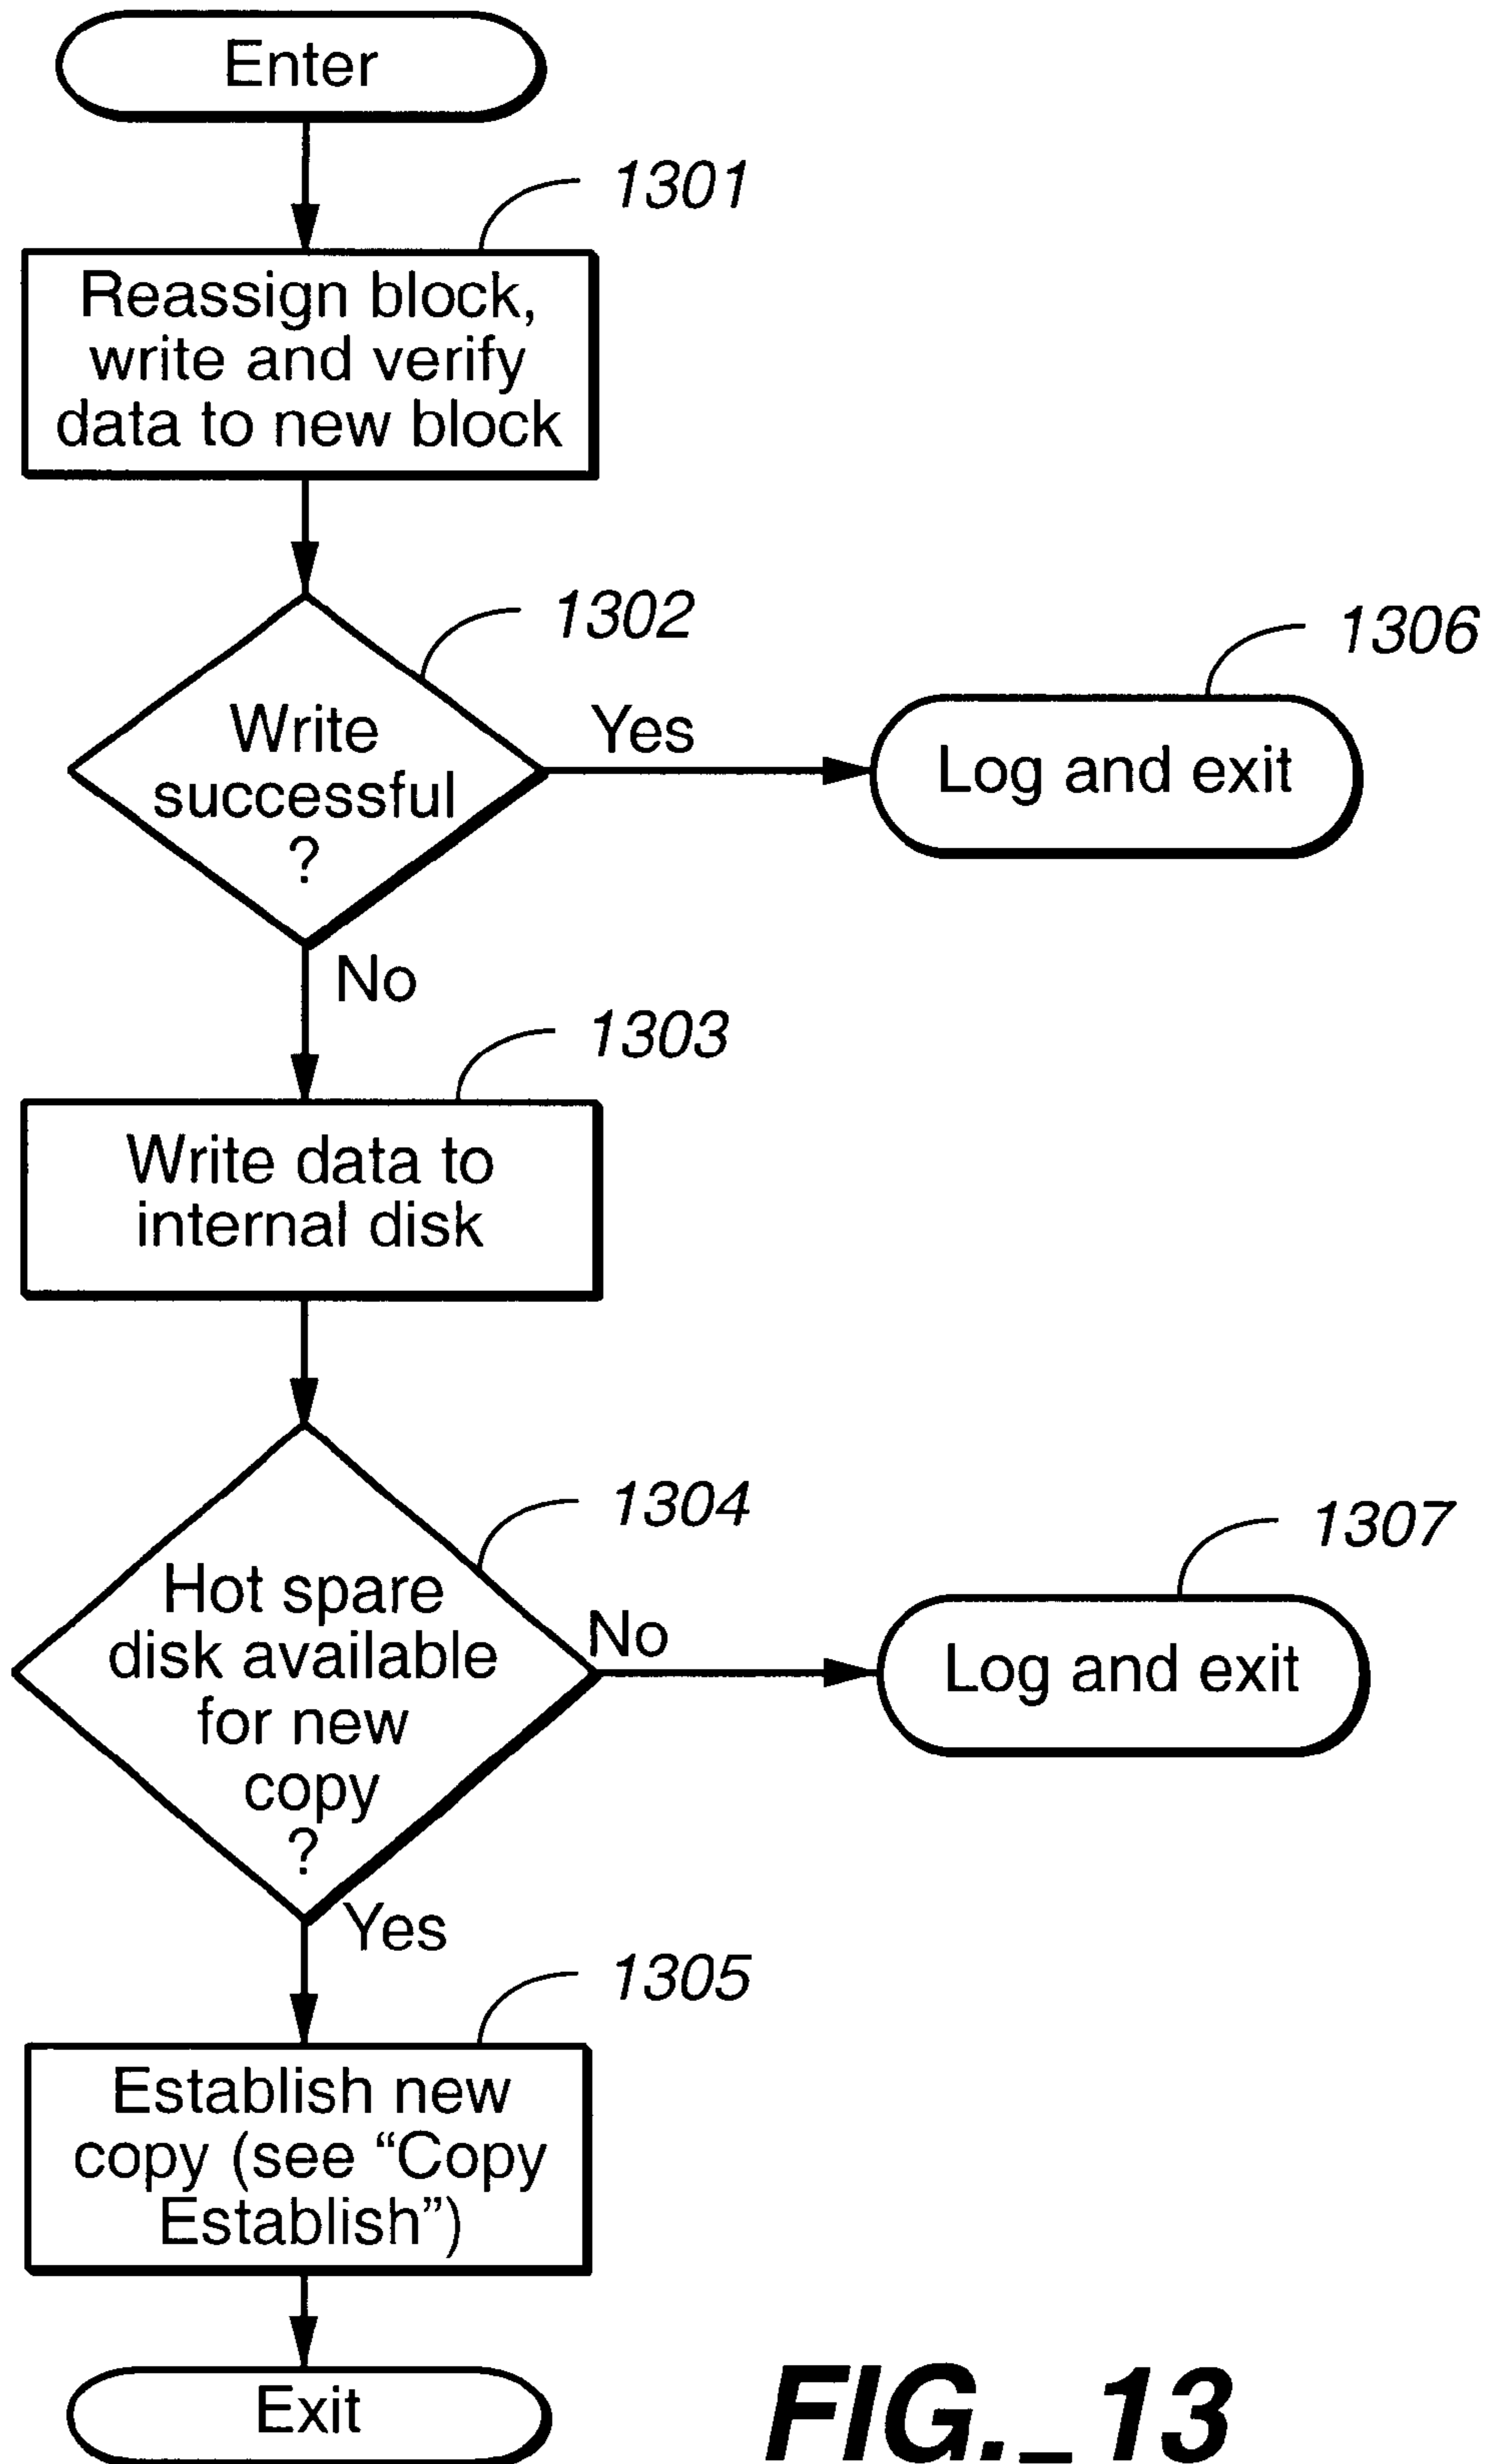 Enter
1301
Reassign block,
write and verify
data to new block
1302
1306
Write
successful
?
Yes
Log and exit
No
1303
Write data to
internal disk
1304
1307
Hot spare
disk available
for new
copy
?
No
Log and exit
Yes
1305
Establish new
copy (see “Copy
Establish”)
Exit
FIG._13